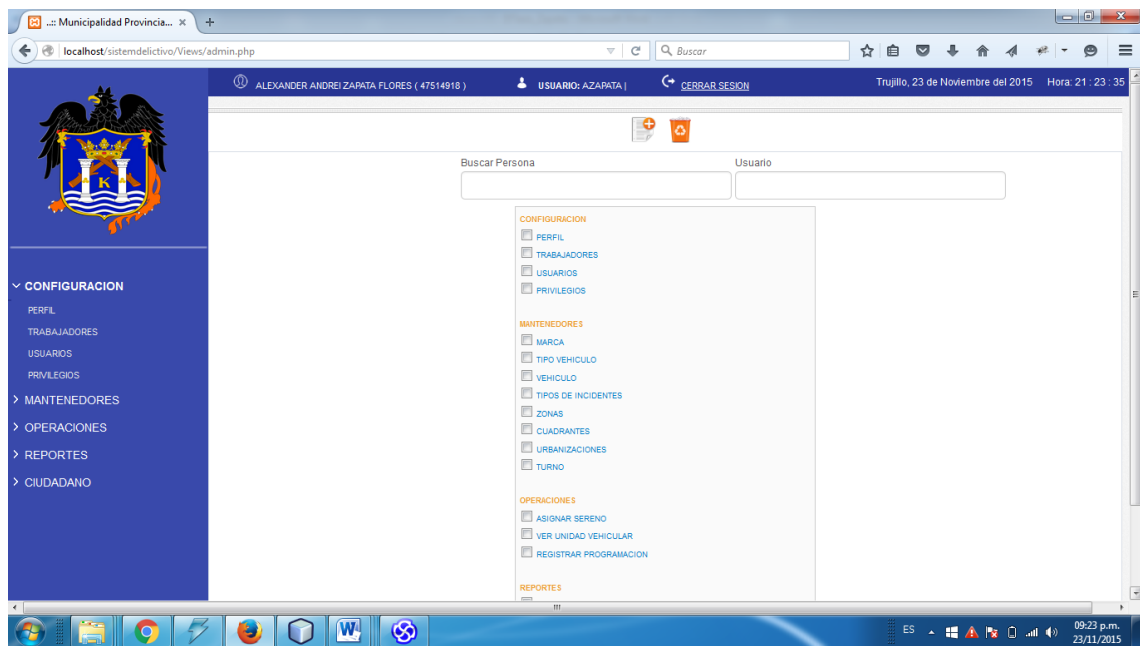 ..:: Municipalidad Provincia...
localhost/sistemdelictivo/Views/admin.php
Buscar
ALEXANDER ANDREI ZAPATA FLORES ( 47514918 )
USUARIO: AZAPATA |
CERRAR SESION
Trujillo, 23 de Noviembre del 2015
Hora: 21 : 23 : 35
K
CONFIGURACION
PERFIL
TRABAJADORES
USUARIOS
PRIVILEGIOS
MANTENEDORES
OPERACIONES
REPORTES
CIUDADANO
Buscar Persona
Usuario
CONFIGURACION
PERFIL
TRABAJADORES
USUARIOS
PRIVILEGIOS
MANTENEDORES
MARCA
TIPO VEHICULO
VEHICULO
TIPOS DE INCIDENTES
ZONAS
CUADRANTES
URBANIZACIONES
TURNO
OPERACIONES
ASIGNAR SERENO
VER UNIDAD VEHICULAR
REGISTRAR PROGRAMACION
REPORTES
W
ES
09:23 p.m.
23/11/2015